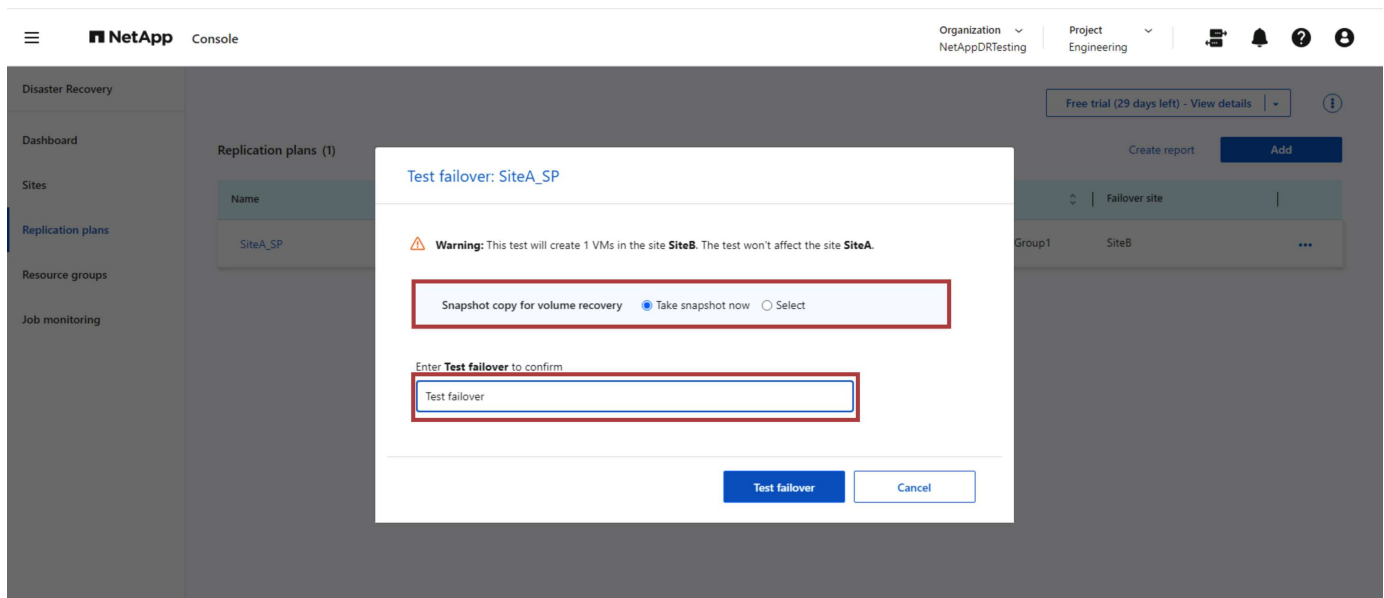 NetApp Console
Organization
NetAppDRTesting
Project
Engineering
Disaster Recovery
Free trial (29 days left) - View details
Dashboard
Sites
Replication plans
Resource groups
Job monitoring
Replication plans (1)
Create report
Add
Name
Failover site
SiteA_SP
Group1
SiteB
Test failover: SiteA_SP
Warning: This test will create 1 VMs in the site SiteB. The test won't affect the site SiteA.
Snapshot copy for volume recovery Take snapshot now Select
Enter Test failover to confirm
Test failover
Test failover Cancel